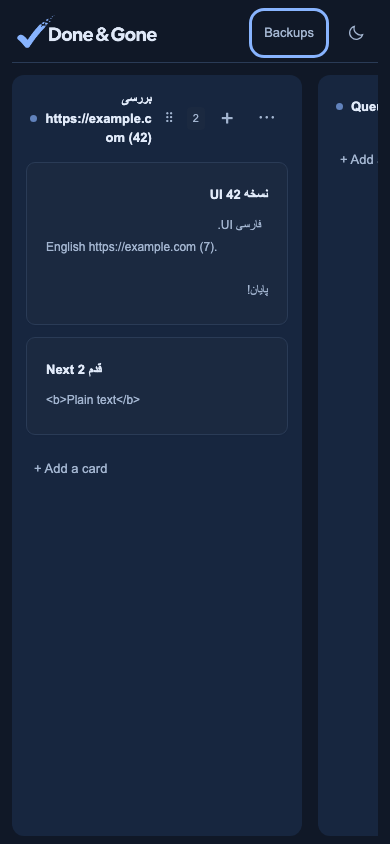 Done & Gone
Backups
بررسی
https://example.c
om (42)
2
Que
نسخه 42 UI
فارسی UI.
English https://example.com (7).
پایان!
Next 2 قدم
<b>Plain text</b>
+ Add a card
+ Add